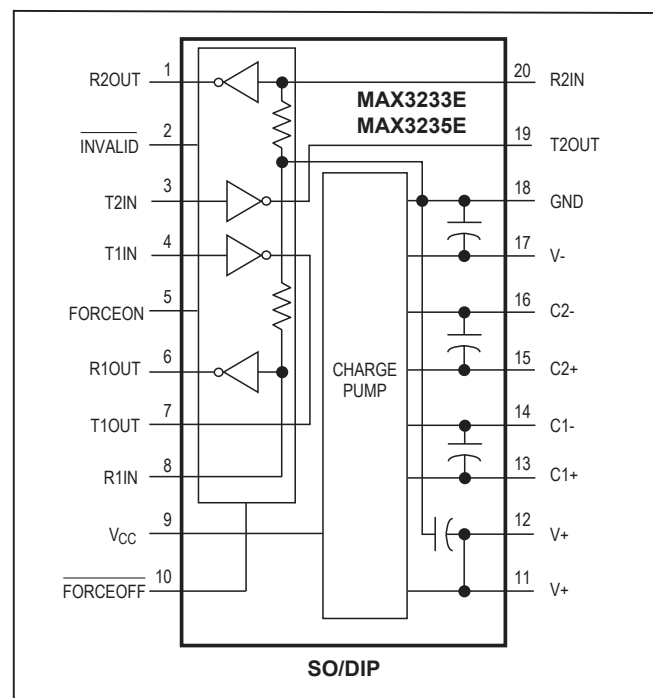 R2OUT 1
INVALID 2
T2IN 3
T1IN 4
FORCEON 5
R1OUT 6
T1OUT 7
R1IN 8
VCC 9
FORCEOFF 10
MAX3233E
MAX3235E
CHARGE
PUMP
20 R2IN
19 T2OUT
18 GND
17 V-
16 C2-
15 C2+
14 C1-
13 C1+
12 V+
11 V+
SO/DIP